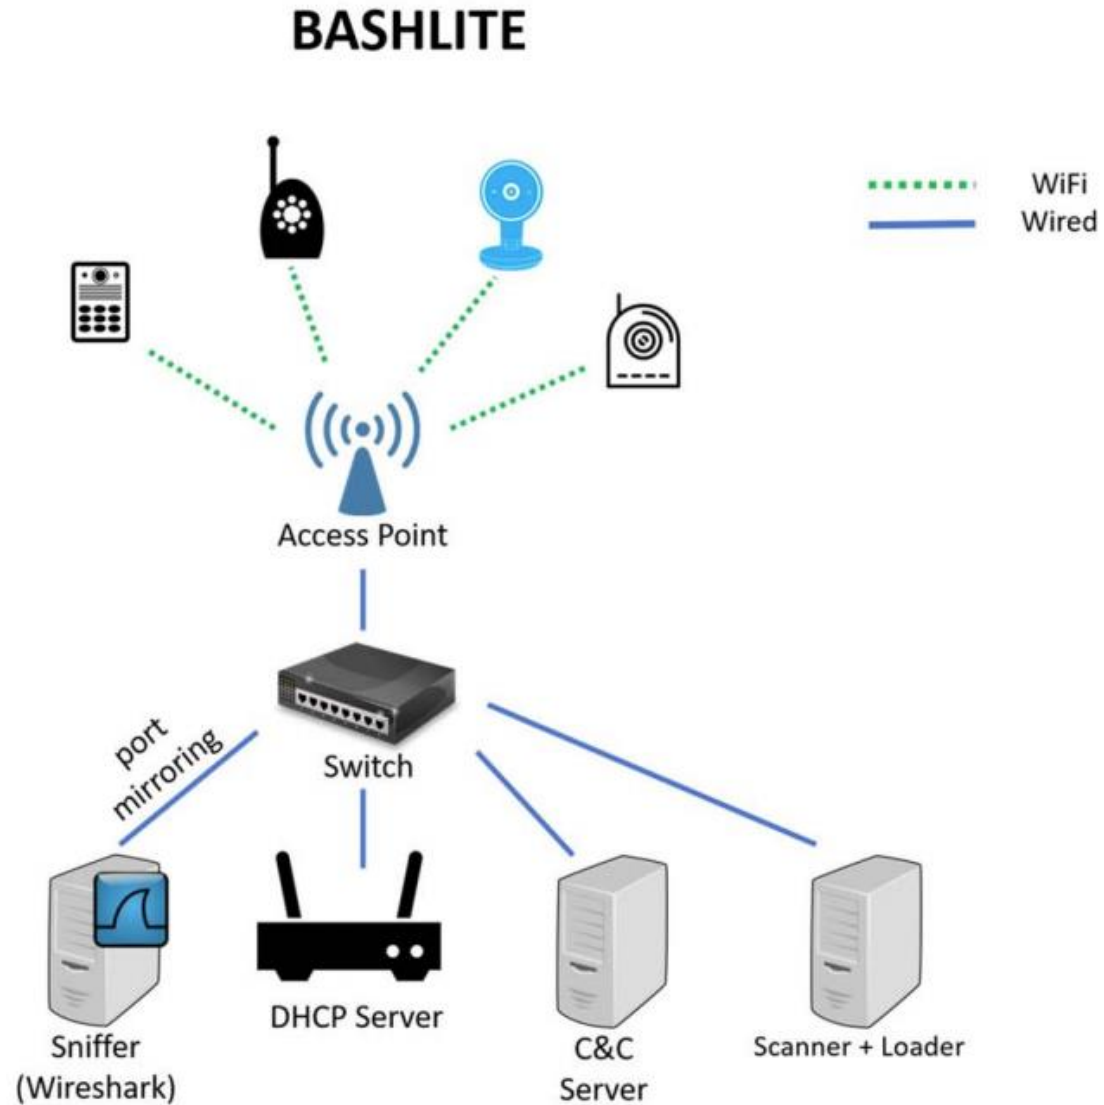 BASHLITE
WiFi
Wired
Access Point
port
mirroring
Switch
Sniffer
(Wireshark)
DHCP Server
C&C
Server
Scanner + Loader